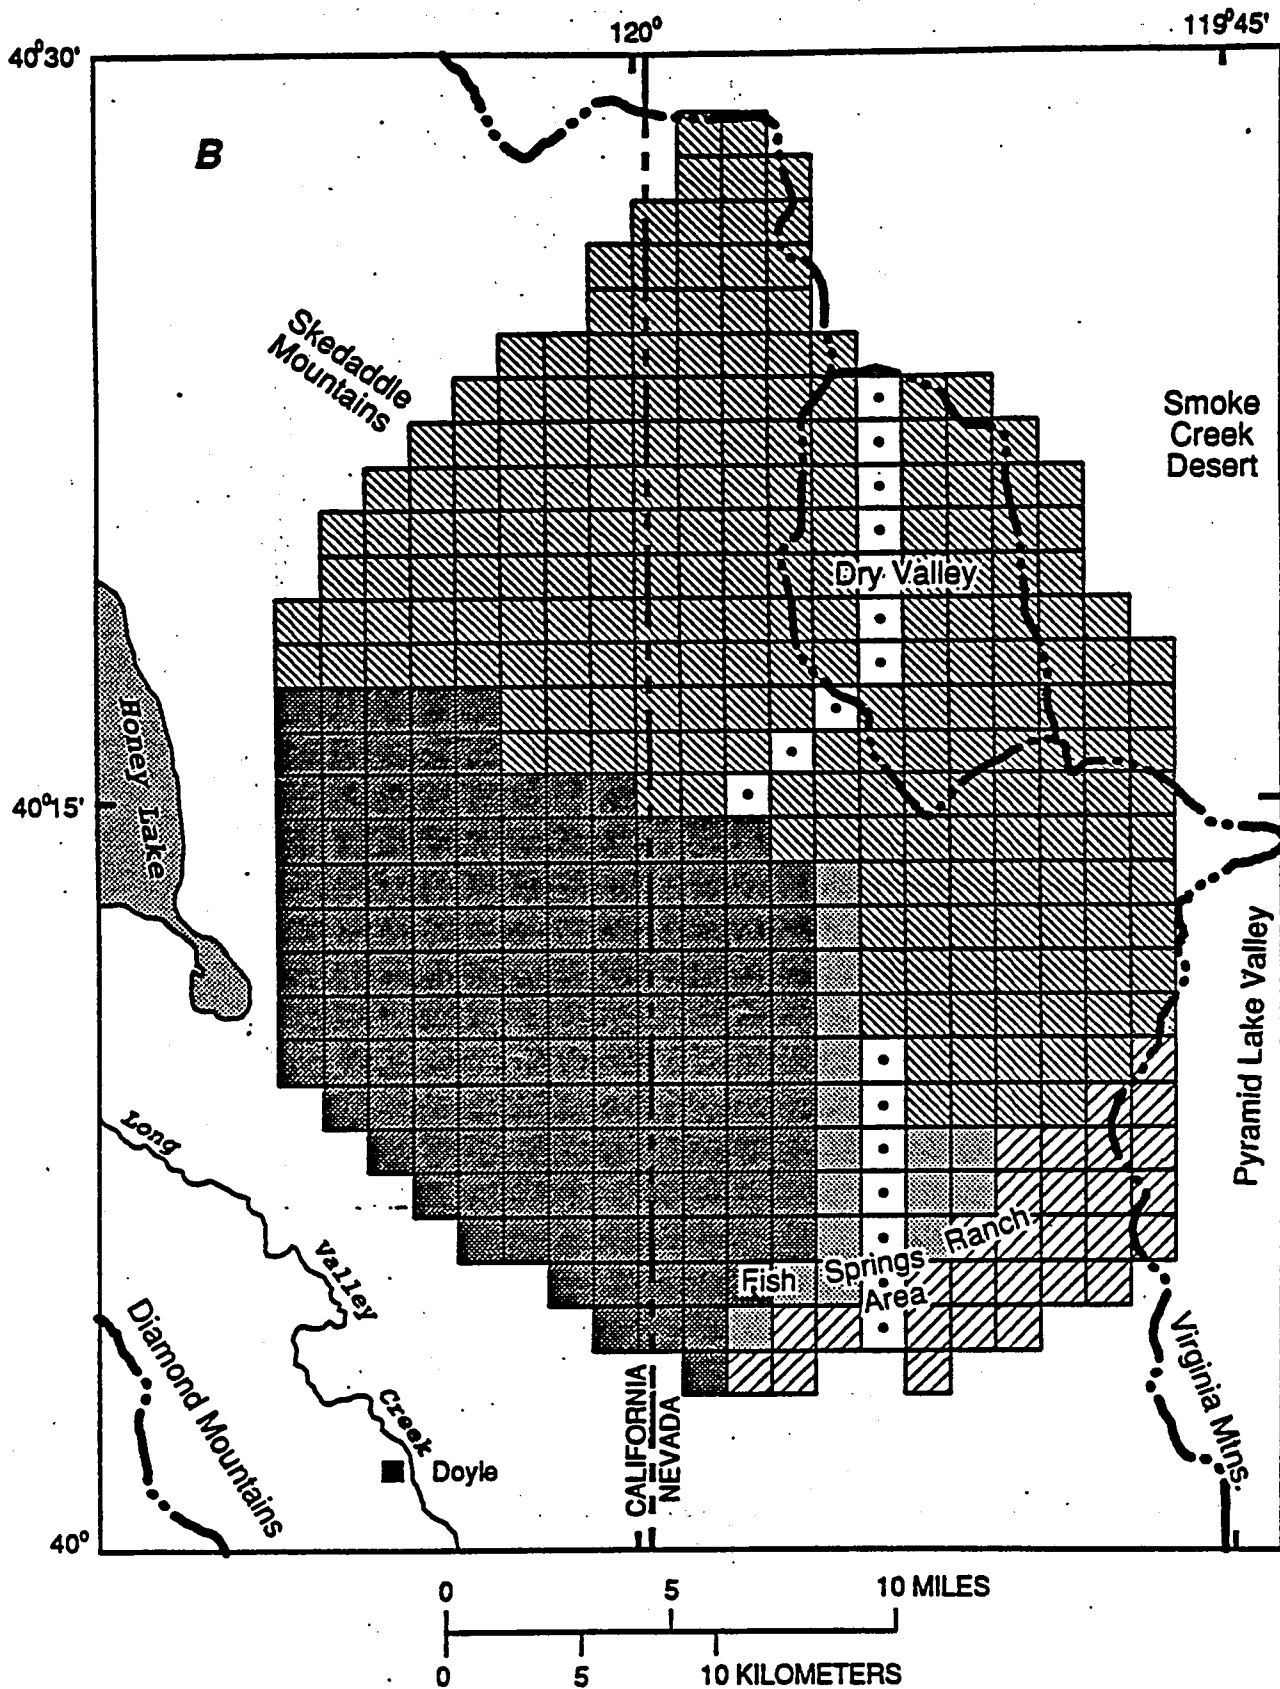 120°
119°45'
40°30'
B
Skedaddle
Mountains
Smoke
Creek
Desert
Dry Valley
Honey Lake
40°15'
Pyramid Lake Valley
Long
Valley
Creek
Fish Springs Ranch
Area
Diamond Mountains
Virginia Mtns.
CALIFORNIA
NEVADA
Doyle
40°
0 5 10 MILES
0 5 10 KILOMETERS